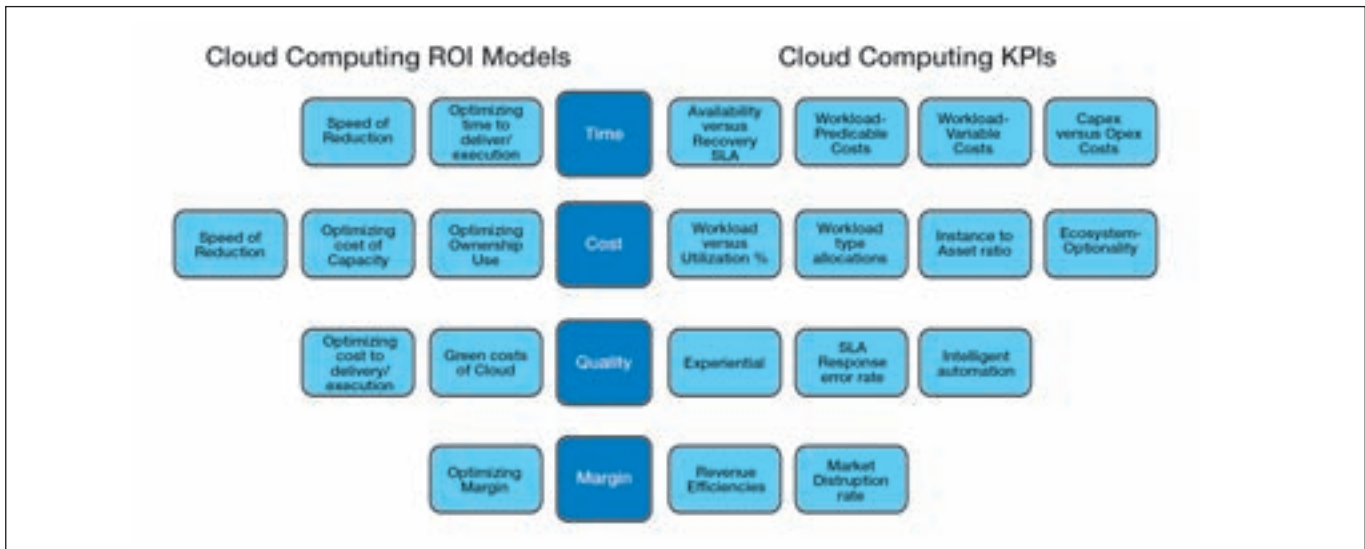 Cloud Computing ROI Models
Cloud Computing KPIs
Speed of
Reduction
Optimizing
time to
deliver/
execution
Time
Availability
versus
Recovery
SLA
Workload-
Predicable
Costs
Workload-
Variable
Costs
Capex
versus Opex
Costs
Speed of
Reduction
Optimizing
cost of
Capacity
Optimizing
Ownership
Use
Cost
Workload
versus
Utilization %
Workload
type
allocations
Instance to
Asset ratio
Ecosystem-
Optionality
Optimizing
cost to
delivery/
execution
Green costs
of Cloud
Quality
Experiential
SLA
Response
error rate
Intelligent
automation
Optimizing
Margin
Margin
Revenue
Efficiencies
Market
Distruption
rate